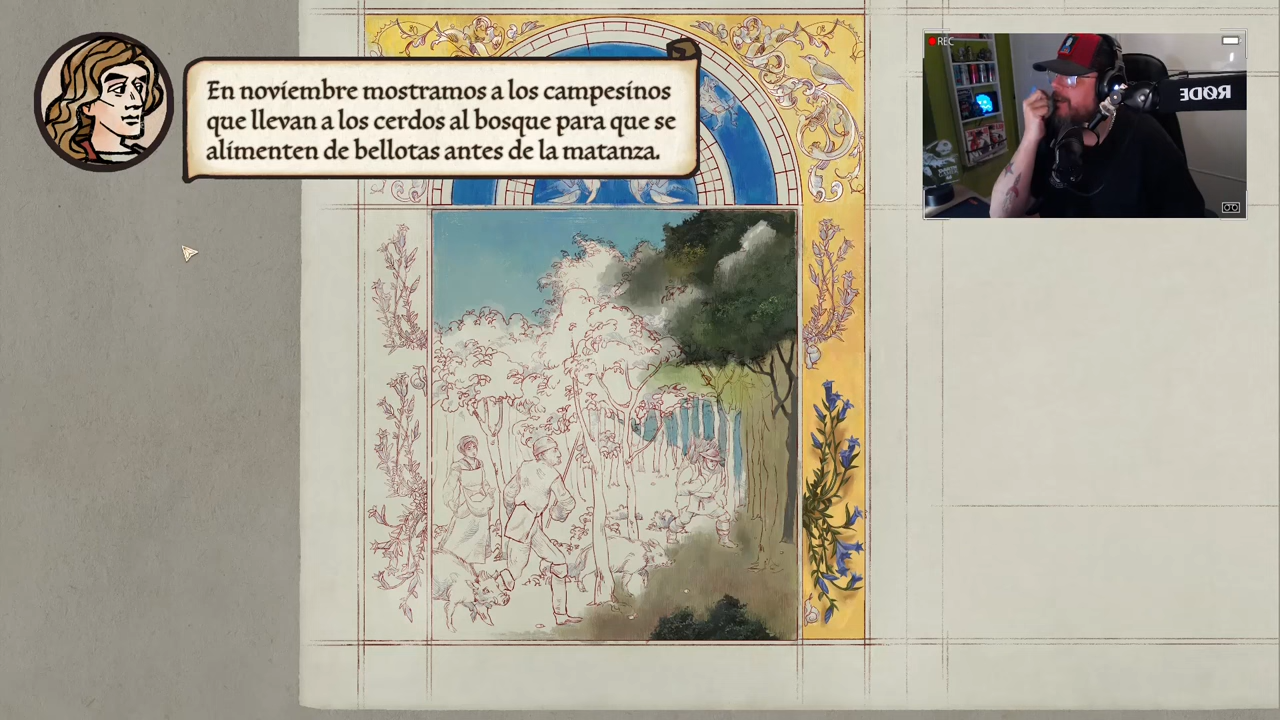 En noviembre mostramos a los campesinos
que llevan a los cerdos al bosque para que se
alimenten de bellotas antes de la matanza.
REC
RØDE